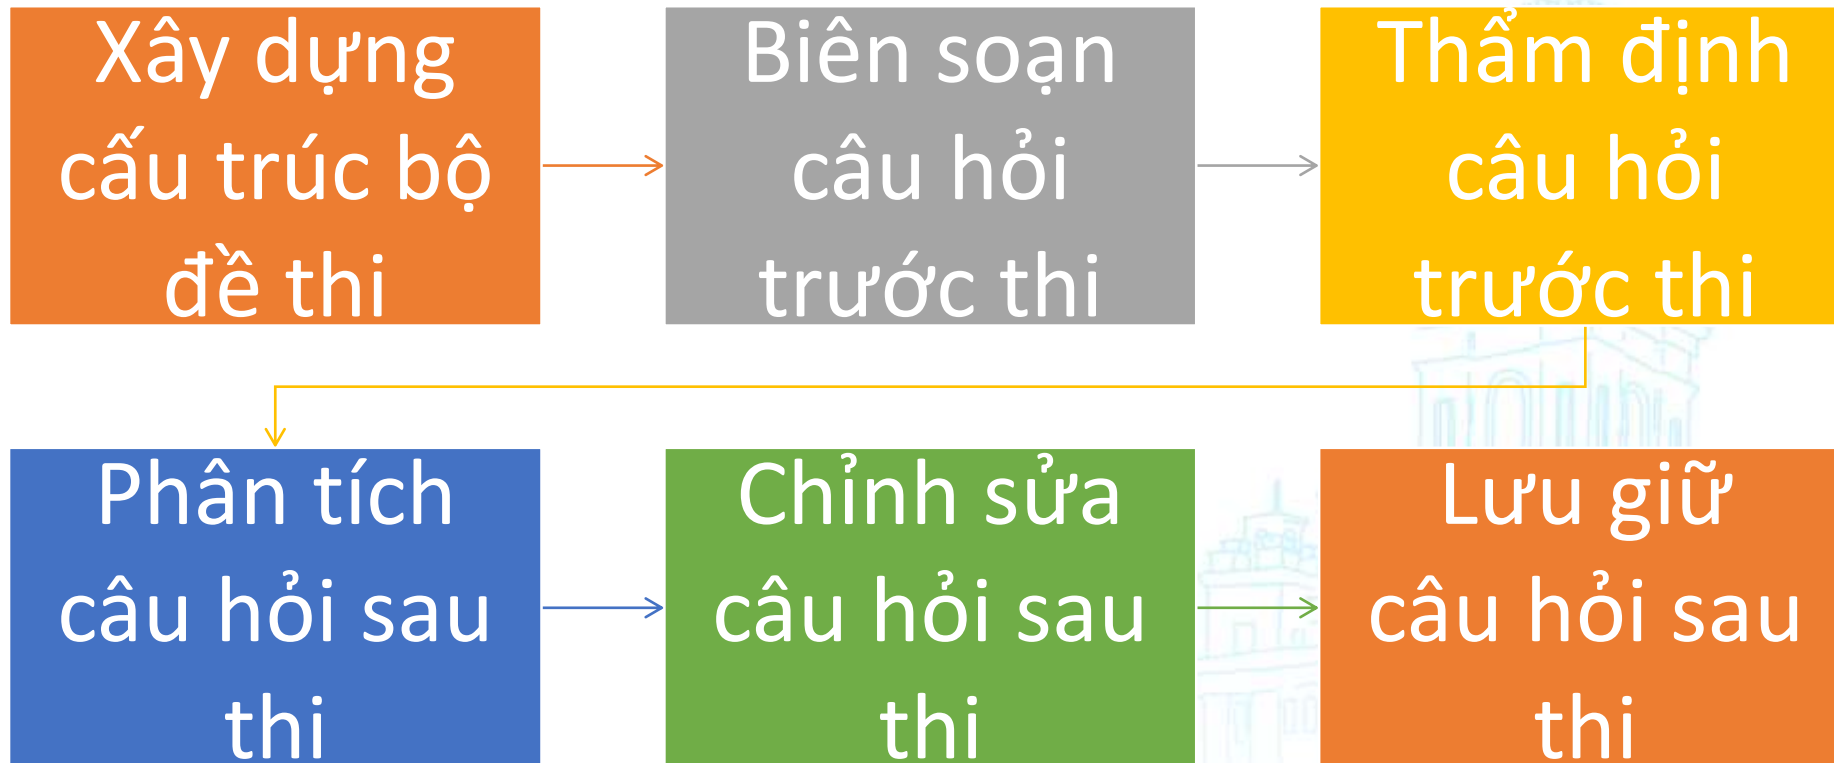 Xây dựng
cấu trúc bộ
đề thi
Biên soạn
câu hỏi
trước thi
Thẩm định
câu hỏi
trước thi
Phân tích
câu hỏi sau
thi
Chỉnh sửa
câu hỏi sau
thi
Lưu giữ
câu hỏi sau
thi